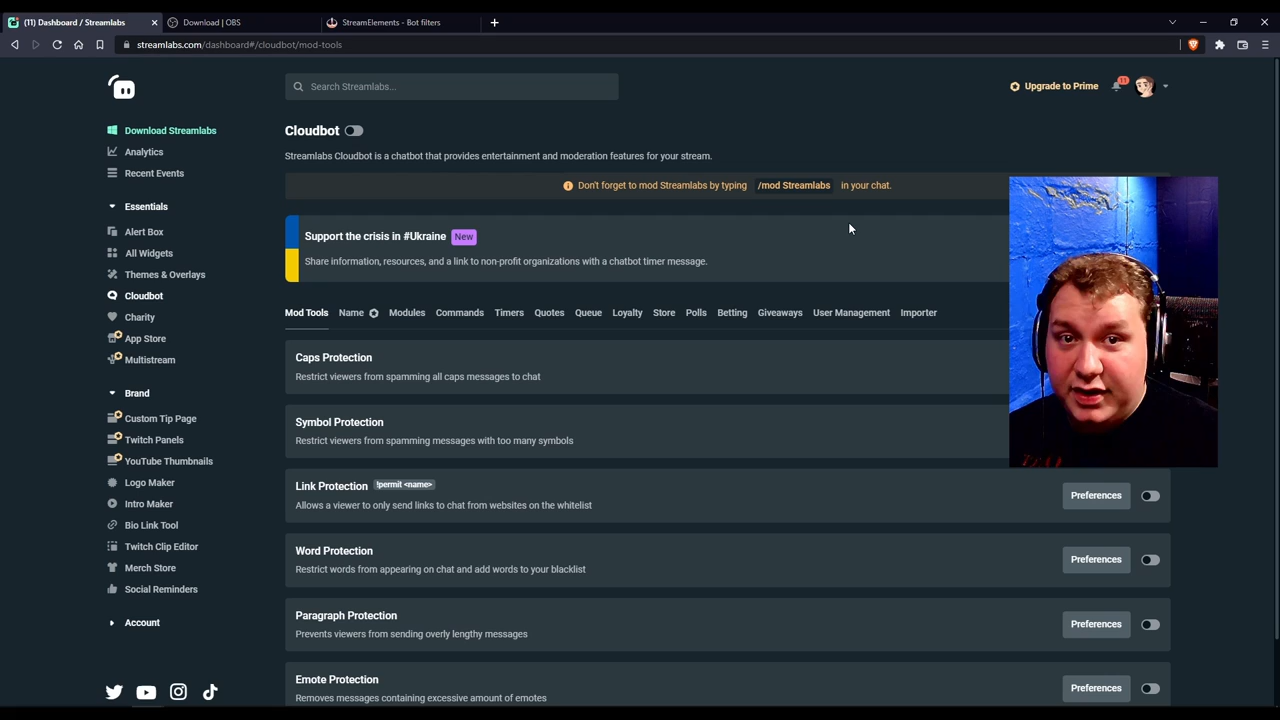 (11) Dashboard / Streamlabs
Download | OBS
StreamElements - Bot filters
streamlabs.com/dashboard#/cloudbot/mod-tools
Search Streamlabs...
Upgrade to Prime
11
Download Streamlabs
Analytics
Recent Events
Essentials
Alert Box
All Widgets
Themes & Overlays
Cloudbot
Charity
App Store
Multistream
Brand
Custom Tip Page
Twitch Panels
YouTube Thumbnails
Logo Maker
Intro Maker
Bio Link Tool
Twitch Clip Editor
Merch Store
Social Reminders
Account
Cloudbot
Streamlabs Cloudbot is a chatbot that provides entertainment and moderation features for your stream.
Don't forget to mod Streamlabs by typing /mod Streamlabs in your chat.
Support the crisis in #Ukraine New
Share information, resources, and a link to non-profit organizations with a chatbot timer message.
Mod Tools Name Modules Commands Timers Quotes Queue Loyalty Store Polls Betting Giveaways User Management Importer
Caps Protection
Restrict viewers from spamming all caps messages to chat
Symbol Protection
Restrict viewers from spamming messages with too many symbols
Link Protection !permit <name>
Allows a viewer to only send links to chat from websites on the whitelist
Preferences
Word Protection
Restrict words from appearing on chat and add words to your blacklist
Preferences
Paragraph Protection
Prevents viewers from sending overly lengthy messages
Preferences
Emote Protection
Removes messages containing excessive amount of emotes
Preferences